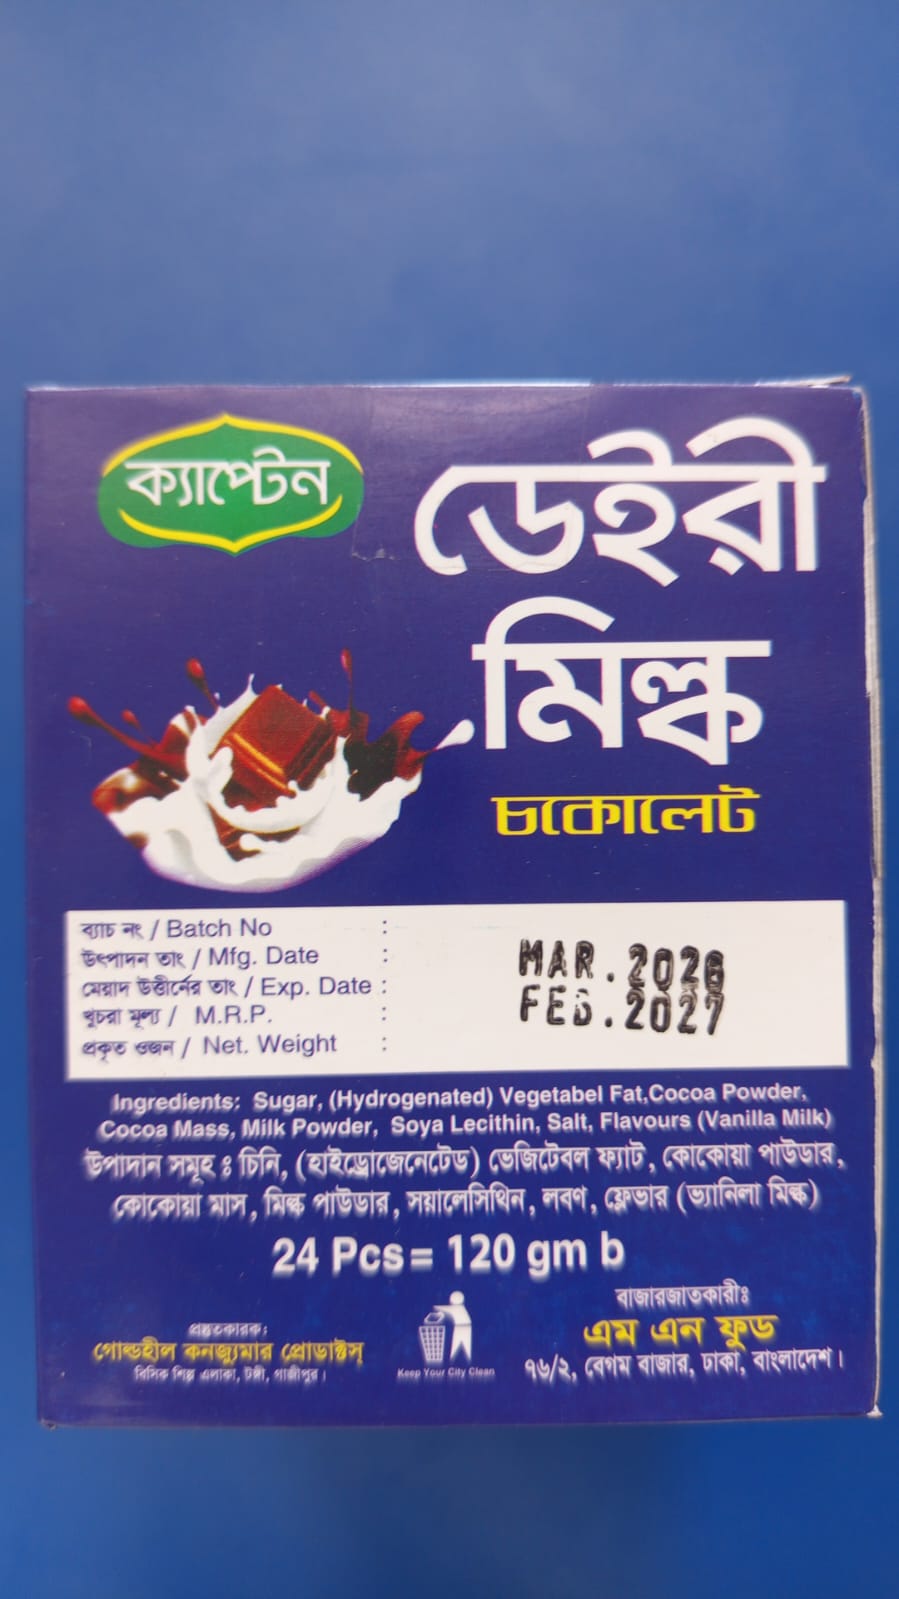 ক্যাপ্টেন
ডেইরী
মিল্ক
চকোলেট
ব্যাচ নং / Batch No :
উৎপাদন তাং / Mfg. Date : MAR.2026
মেয়াদ উত্তীর্নের তাং / Exp. Date : FEB.2027
খুচরা মূল্য / M.R.P. :
প্রকৃত ওজন / Net. Weight :
Ingredients: Sugar, (Hydrogenated) Vegetabel Fat,Cocoa Powder,
Cocoa Mass, Milk Powder, Soya Lecithin, Salt, Flavours (Vanilla Milk)
উপাদান সমূহ ঃ চিনি, (হাইড্রোজেনেটেড) ভেজিটেবল ফ্যাট, কোকোয়া পাউডার,
কোকোয়া মাস, মিল্ক পাউডার, সয়ালেসিথিন, লবণ, ফ্লেভার (ভ্যানিলা মিল্ক)
24 Pcs = 120 gm b
প্রস্তুতকারক:
গোল্ডহীল কনজ্যুমার প্রোডাক্টস্
বিসিক শিল্প এলাকা, টঙ্গী, গাজীপুর।
Keep Your City Clean
বাজারজাতকারীঃ
এম এন ফুড
৭৬/২, বেগম বাজার, ঢাকা, বাংলাদেশ।